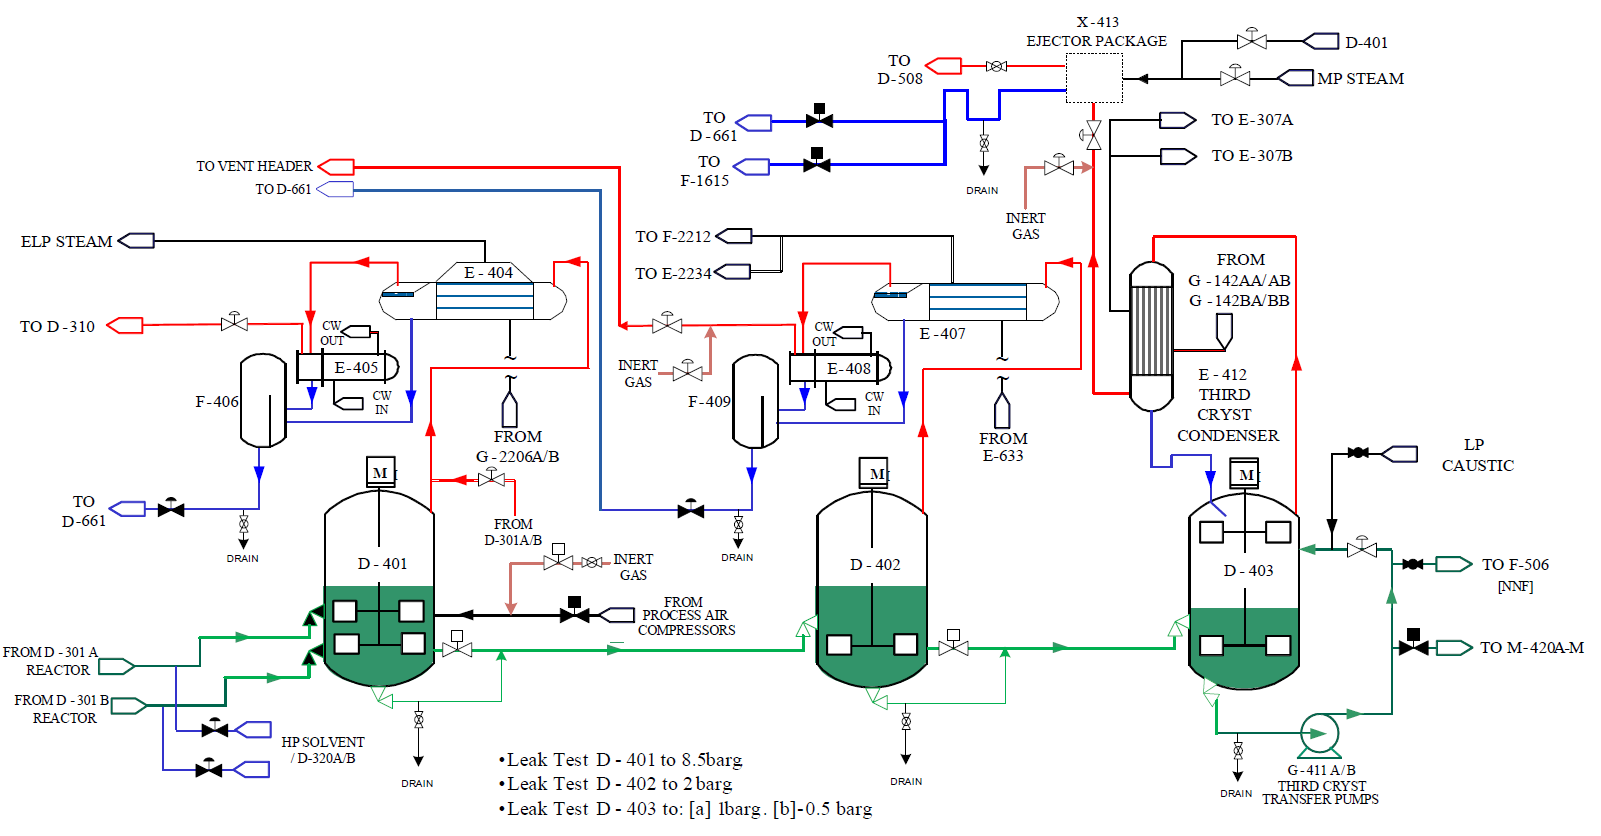 X-413
EJECTOR PACKAGE
D-401
MP STEAM
TO
D-508
TO
D-661
TO
F-1615
DRAIN
TO E-307A
TO E-307B
INERT
GAS
TO VENT HEADER
TO D-661
ELP STEAM
E-404
TO F-2212
TO E-2234
E-407
FROM
G-142AA/AB
G-142BA/BB
TO D-310
CW
OUT
E-405
CW
IN
F-406
FROM
G-2206A/B
INERT
GAS
CW
OUT
E-408
CW
IN
F-409
FROM
E-633
E-412
THIRD
CRYST
CONDENSER
LP
CAUSTIC
TO
D-661
DRAIN
M
D-401
FROM
D-301A/B
INERT
GAS
FROM
PROCESS AIR
COMPRESSORS
DRAIN
M
D-402
M
D-403
TO F-506
[NNF]
TO M-420A-M
FROM D-301 A
REACTOR
FROM D-301 B
REACTOR
HP SOLVENT
/ D-320A/B
DRAIN
DRAIN
DRAIN
G-411 A/B
THIRD CRYST
TRANSFER PUMPS
•Leak Test D - 401 to 8.5barg
•Leak Test D - 402 to 2 barg
•Leak Test D - 403 to: [a] 1barg. [b]-0.5 barg